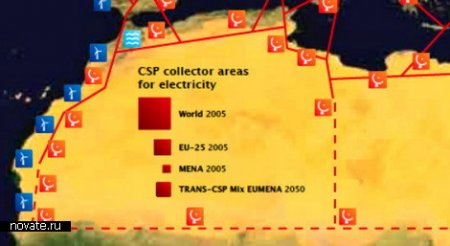 CSP collector areas
for electricity
World 2005
EU-25 2005
MENA 2005
TRANS-CSP Mix EUMENA 2050
novate.ru